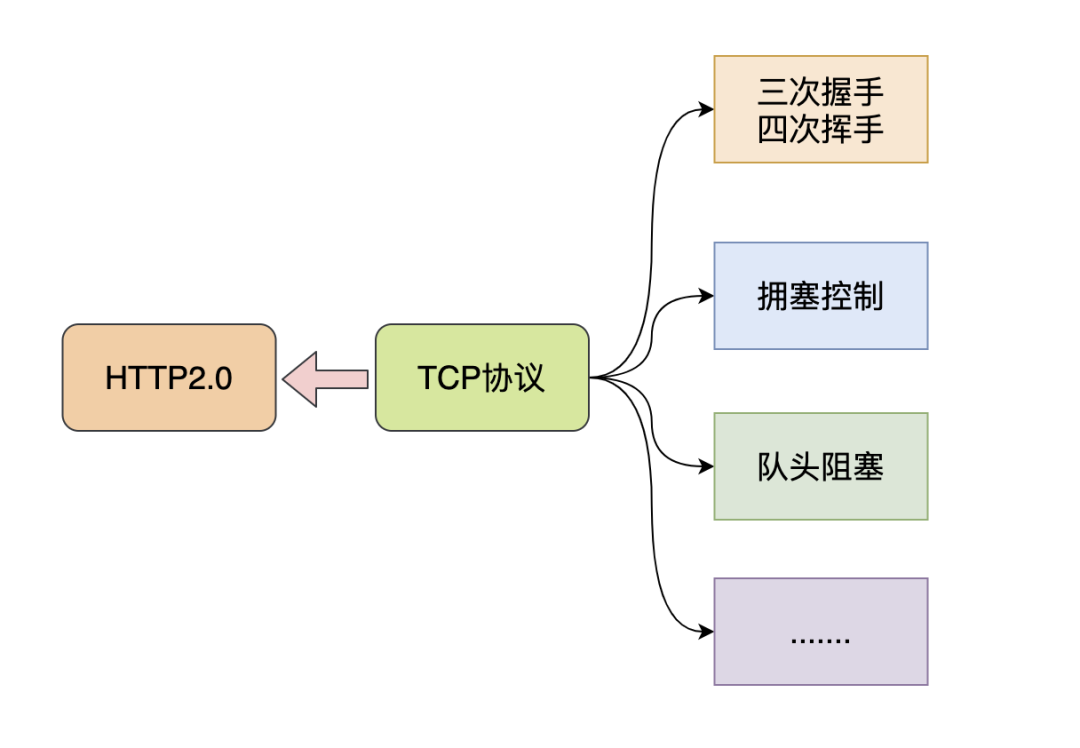 三次握手
四次挥手
拥塞控制
HTTP2.0
TCP协议
队头阻塞
.......